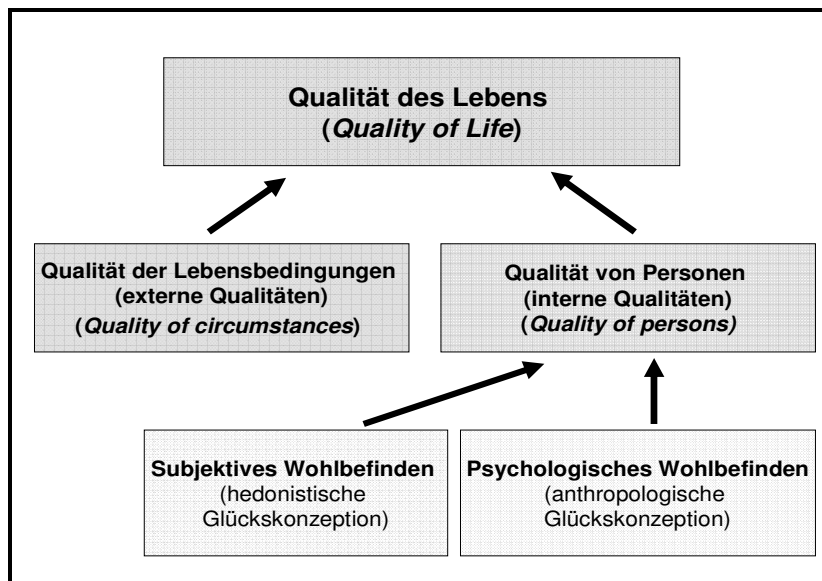 Qualität des Lebens
(Quality of Life)
Qualität der Lebensbedingungen
(externe Qualitäten)
(Quality of circumstances)
Qualität von Personen
(interne Qualitäten)
(Quality of persons)
Subjektives Wohlbefinden
(hedonistische
Glückskonzeption)
Psychologisches Wohlbefinden
(anthropologische
Glückskonzeption)